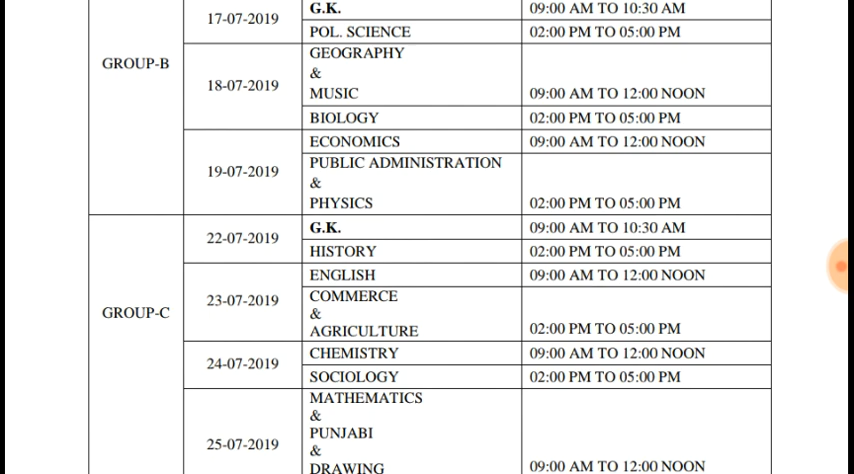 17-07-2019 G.K. 09:00 AM TO 10:30 AM
POL. SCIENCE 02:00 PM TO 05:00 PM
GROUP-B
18-07-2019 GEOGRAPHY
&
MUSIC 09:00 AM TO 12:00 NOON
BIOLOGY 02:00 PM TO 05:00 PM
19-07-2019 ECONOMICS 09:00 AM TO 12:00 NOON
PUBLIC ADMINISTRATION
&
PHYSICS 02:00 PM TO 05:00 PM
GROUP-C
22-07-2019 G.K. 09:00 AM TO 10:30 AM
HISTORY 02:00 PM TO 05:00 PM
23-07-2019 ENGLISH 09:00 AM TO 12:00 NOON
COMMERCE
&
AGRICULTURE 02:00 PM TO 05:00 PM
24-07-2019 CHEMISTRY 09:00 AM TO 12:00 NOON
SOCIOLOGY 02:00 PM TO 05:00 PM
25-07-2019 MATHEMATICS
&
PUNJABI
&
DRAWING 09:00 AM TO 12:00 NOON